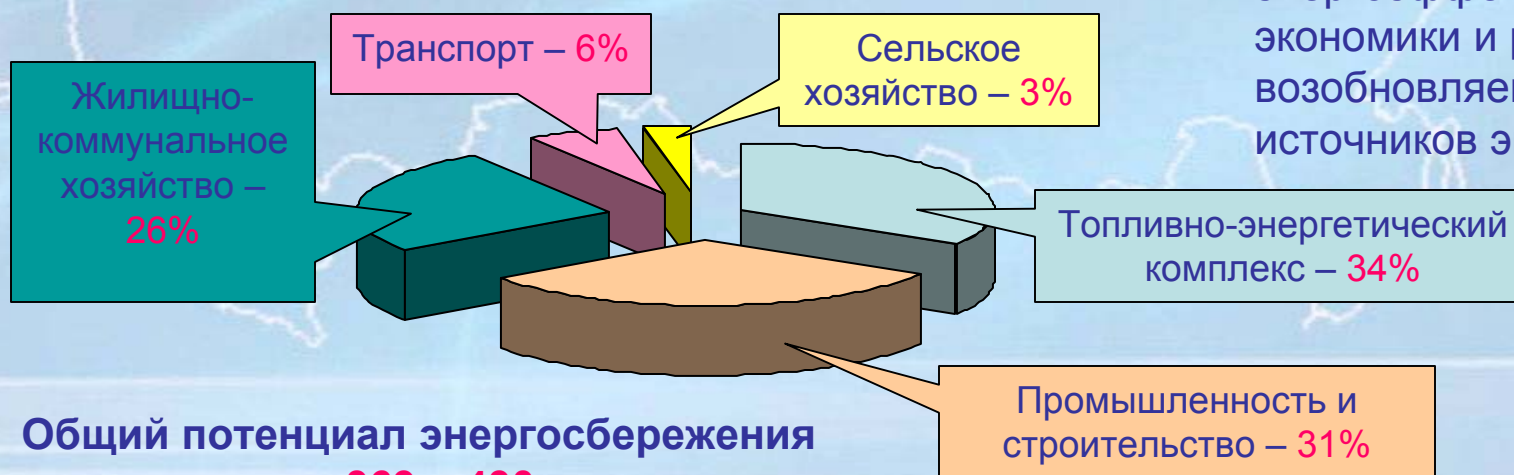 экономики и
возобновляем
источников э
Транспорт – 6%
Сельское
хозяйство – 3%
Жилищно-
коммунальное
хозяйство –
26%
Топливно-энергетический
комплекс – 34%
Промышленность и
строительство – 31%
Общий потенциал энергосбережения